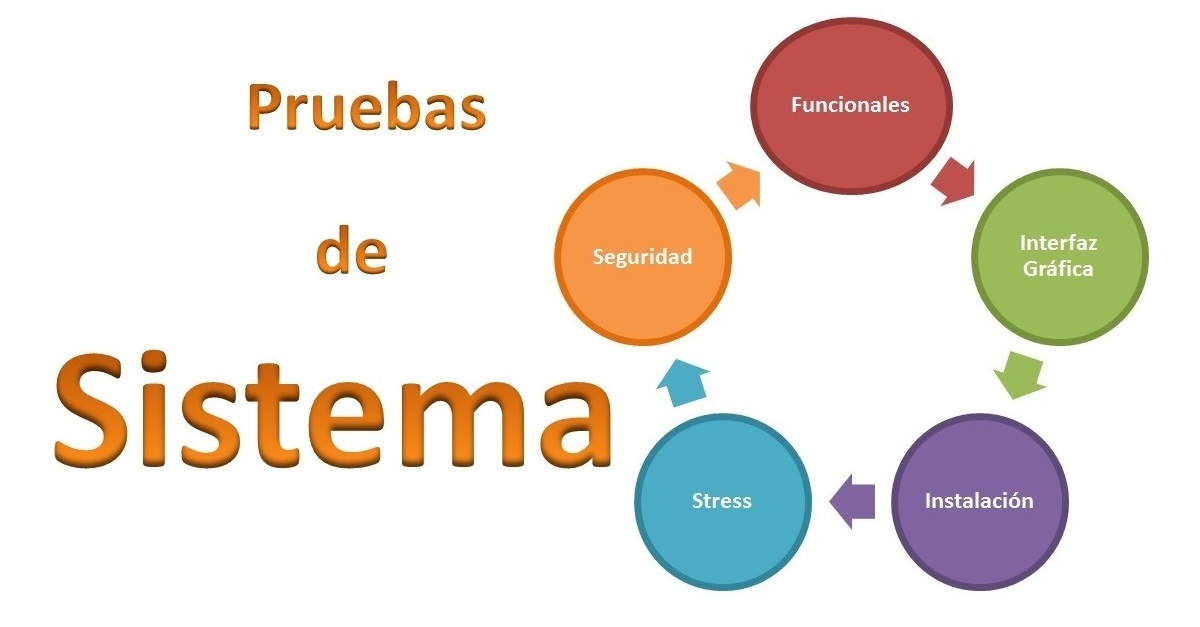 Pruebas
de
Sistema
Funcionales
Interfaz
Gráfica
Instalación
Stress
Seguridad